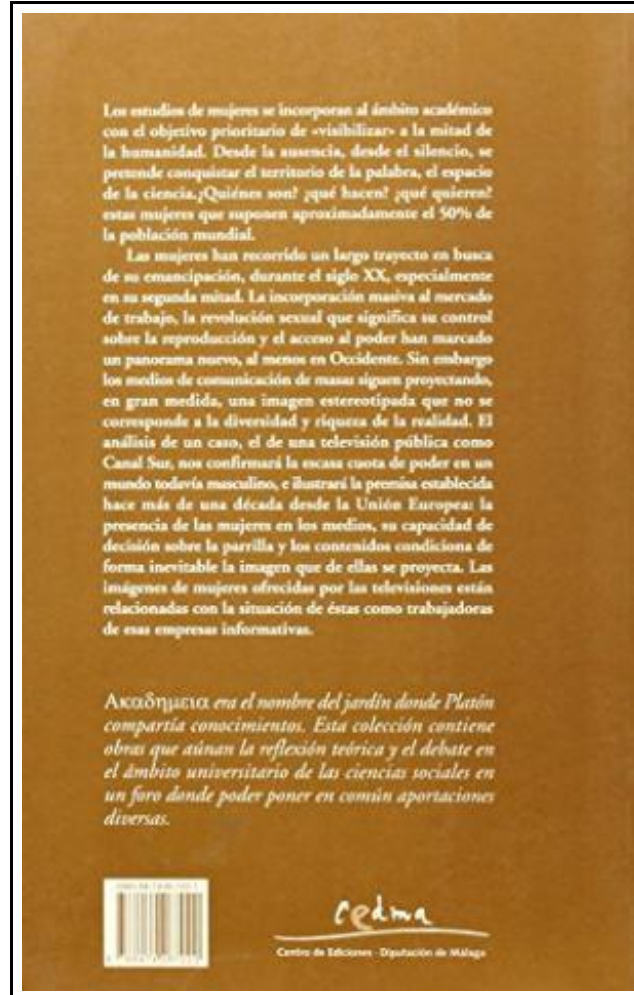 Los estudios de mujeres se incorporan al ámbito académico
con el objetivo prioritario de «visibilizar» a la mitad de
la humanidad. Desde la ausencia, desde el silencio, se
pretende conquistar el territorio de la palabra, el espacio
de la ciencia.¿Quiénes son? ¿qué hacen? ¿qué quieren?
estas mujeres que suponen aproximadamente el 50% de
la población mundial.
Las mujeres han recorrido un largo trayecto en busca
de su emancipación, durante el siglo XX, especialmente
en su segunda mitad. La incorporación masiva al mercado
de trabajo, la revolución sexual que significa su control
sobre la reproducción y el acceso al poder han marcado
un panorama nuevo, al menos en Occidente. Sin embargo
los medios de comunicación de masas siguen proyectando,
en gran medida, una imagen estereotipada que no se
corresponde a la diversidad y riqueza de la realidad. El
análisis de un caso, el de una televisión pública como
Canal Sur, nos confirmará la escasa cuota de poder en un
mundo todavía masculino, e ilustrará la premisa establecida
hace más de una década desde la Unión Europea: la
presencia de las mujeres en los medios, su capacidad de
decisión sobre la parrilla y los contenidos condiciona de
forma inevitable la imagen que de ellas se proyecta. Las
imágenes de mujeres ofrecidas por las televisiones están
relacionadas con la situación de éstas como trabajadoras
de esas empresas informativas.
Ακαδημεια era el nombre del jardín donde Platón
compartía conocimientos. Esta colección contiene
obras que aúnan la reflexión teórica y el debate en
el ámbito universitario de las ciencias sociales en
un foro donde poder poner en común aportaciones
diversas.
cedma
Centro de Ediciones · Diputación de Málaga